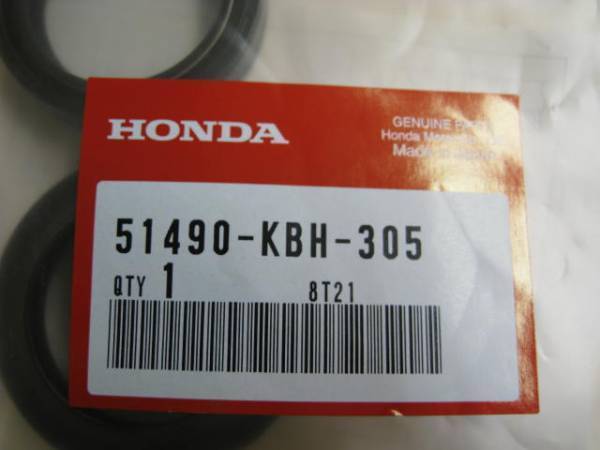 HONDA
GENUINE
Honda
Made
51490-KBH-305
QTY 1 8T21